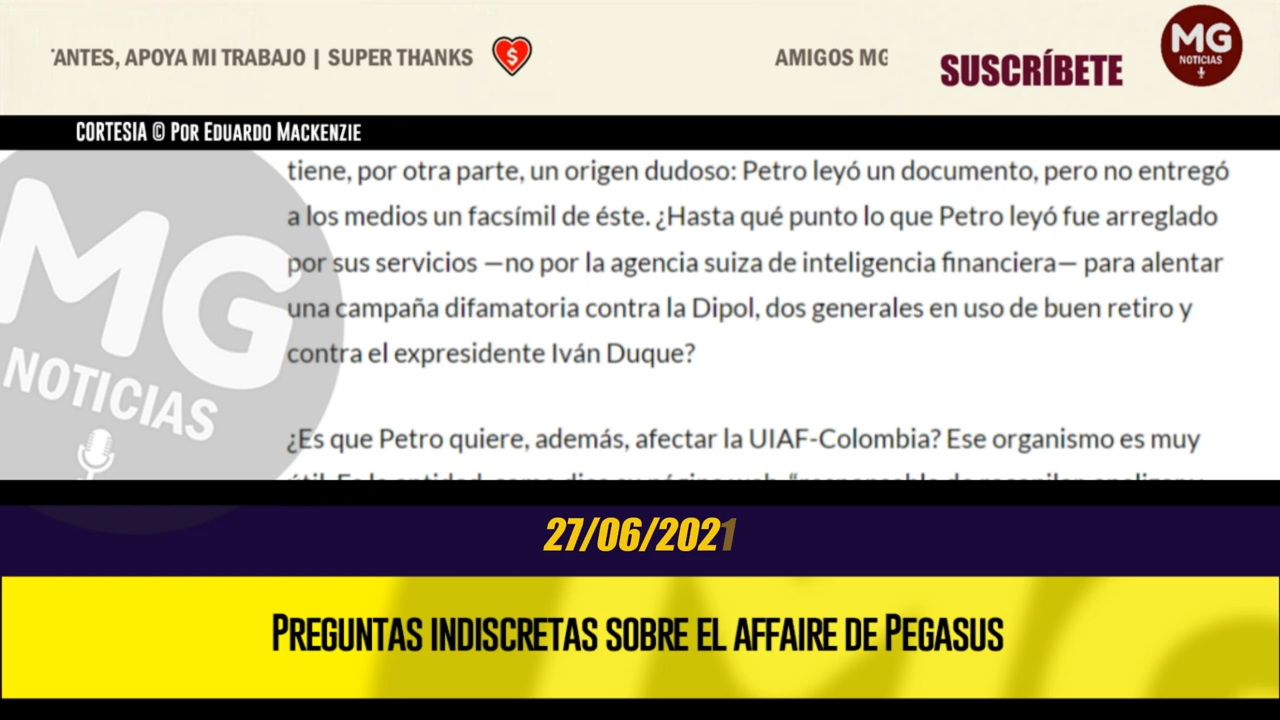 'ANTES, APOYA MI TRABAJO | SUPER THANKS
AMIGOS MG
SUSCRÍBETE
MG
NOTICIAS
CORTESIA © Por Eduardo Mackenzie
tiene, por otra parte, un origen dudoso: Petro leyó un documento, pero no entregó
a los medios un facsímil de éste. ¿Hasta qué punto lo que Petro leyó fue arreglado
por sus servicios —no por la agencia suiza de inteligencia financiera— para alentar
una campaña difamatoria contra la Dipol, dos generales en uso de buen retiro y
contra el expresidente Iván Duque?
¿Es que Petro quiere, además, afectar la UIAF-Colombia? Ese organismo es muy
MG
NOTICIAS
27/06/2021
Preguntas indiscretas sobre el affaire de Pegasus